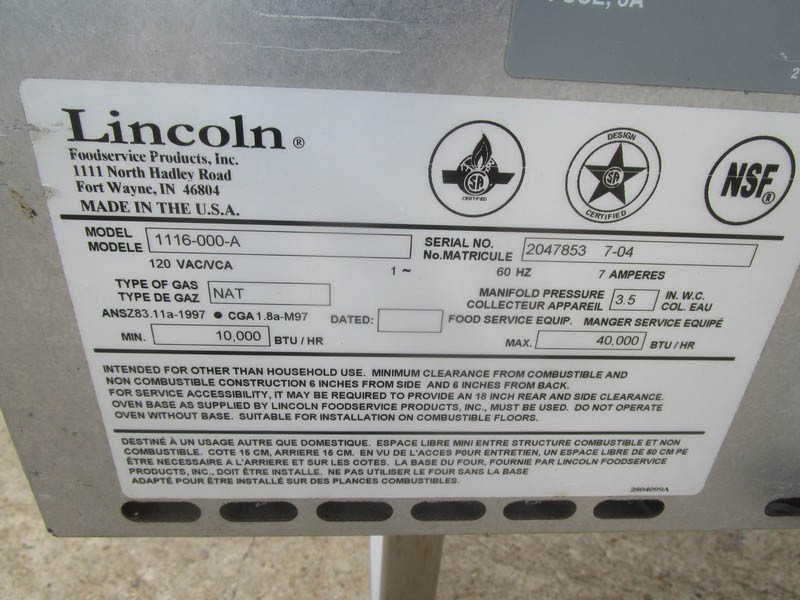 FUSE, 3A
2
Lincoln ®
Foodservice Products, Inc.
1111 North Hadley Road
Fort Wayne, IN 46804
MADE IN THE U.S.A.
SA
CERTIFIED
DESIGN
SA
CERTIFIED
NSF®
MODEL
MODELE
1116-000-A
SERIAL NO.
No.MATRICULE
2047853 7-04
120 VAC/VCA 1 ~ 60 HZ 7 AMPERES
TYPE OF GAS
TYPE DE GAZ
NAT
MANIFOLD PRESSURE
COLLECTEUR APPAREIL
3.5
IN. W.C.
COL. EAU
ANSZ83.11a-1997 ● CGA 1.8a-M97 DATED: FOOD SERVICE EQUIP. MANGER SERVICE EQUIPÉ
MIN. 10,000 BTU / HR MAX. 40,000 BTU / HR
INTENDED FOR OTHER THAN HOUSEHOLD USE. MINIMUM CLEARANCE FROM COMBUSTIBLE AND
NON COMBUSTIBLE CONSTRUCTION 6 INCHES FROM SIDE AND 6 INCHES FROM BACK.
FOR SERVICE ACCESSIBILITY, IT MAY BE REQUIRED TO PROVIDE AN 18 INCH REAR AND SIDE CLEARANCE.
OVEN BASE AS SUPPLIED BY LINCOLN FOODSERVICE PRODUCTS, INC., MUST BE USED. DO NOT OPERATE
OVEN WITHOUT BASE. SUITABLE FOR INSTALLATION ON COMBUSTIBLE FLOORS.
DESTINÉ À UN USAGE AUTRE QUE DOMESTIQUE. ESPACE LIBRE MINI ENTRE STRUCTURE COMBUSTIBLE ET NON
COMBUSTIBLE. COTE 15 CM, ARRIERE 15 CM. EN VU DE L'ACCES POUR ENTRETIEN, UN ESPACE LIBRE DE 50 CM PE
ÊTRE NECESSAIRE A L'ARRIERE ET SUR LES COTES. LA BASE DU FOUR, FOURNIE PAR LINCOLN FOODSERVICE
PRODUCTS, INC., DOIT ÊTRE INSTALLE. NE PAS UTILISER LE FOUR SANS LA BASE
ADAPTÉ POUR ÊTRE INSTALLÉ SUR DES PLANCES COMBUSTIBLES.
2804099A